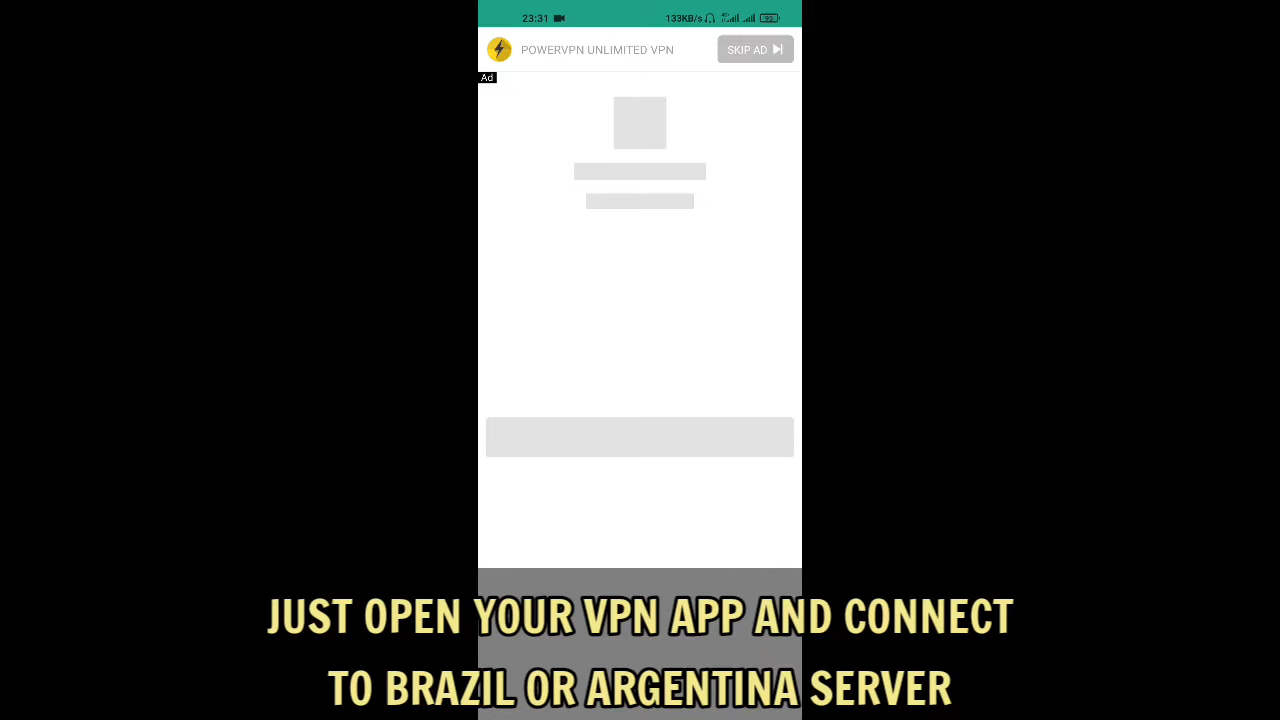 23:31 133KB/s 95
POWERVPN UNLIMITED VPN SKIP AD
Ad
JUST OPEN YOUR VPN APP AND CONNECT
TO BRAZIL OR ARGENTINA SERVER